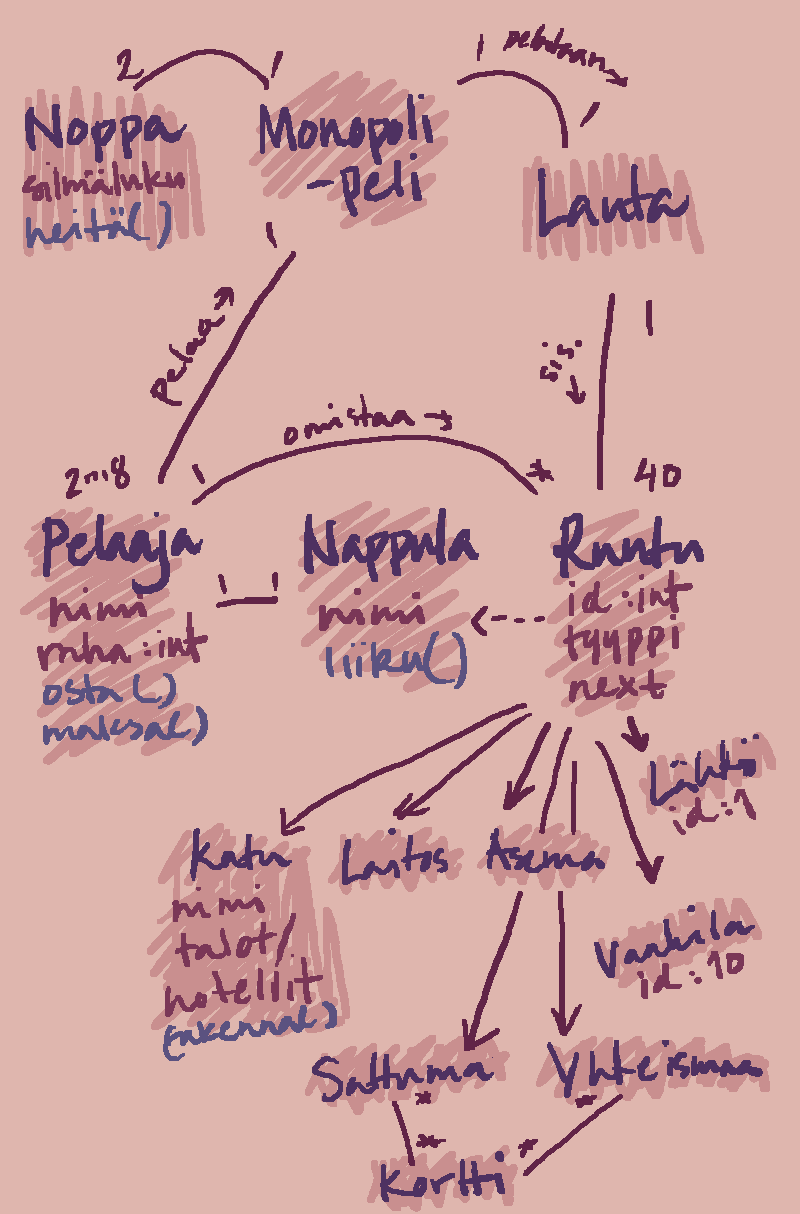 2
1
1 pelataan →
1
Noppa
silmäluku
heitä()
Monopoli
-peli
Lauta
1
pelaa →
1
sis.
omistaa →
2...8
1
*
40
Pelaaja
nimi
raha:int
osta()
maksa()
1
1
Nappula
nimi
liiku()
Ruutu
id:int
tyyppi
next
Lähtö
id:1
Katu
nimi
talot/
hotellit
rakenna()
Laitos
Asema
Vankila
id:10
Sattuma
Yhteismaa
*
*
*
*
Kortti